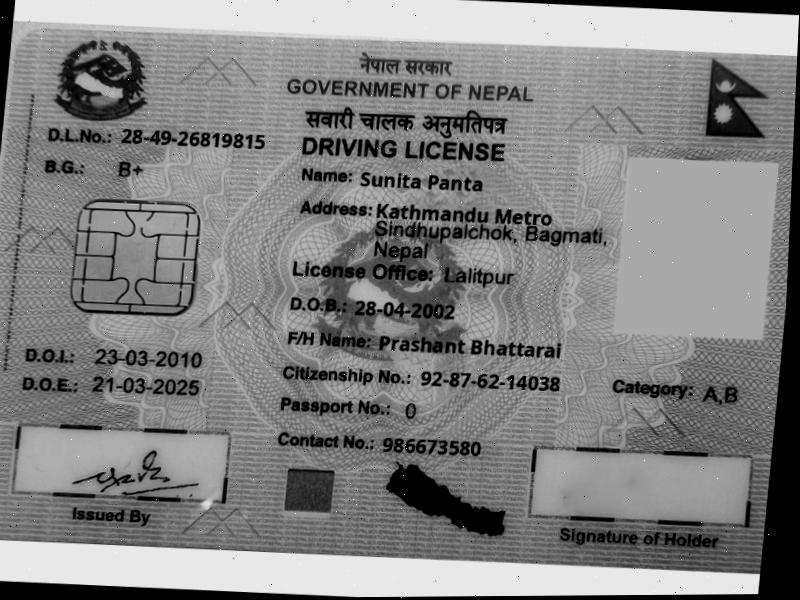 नेपाल सरकार
GOVERNMENT OF NEPAL
सवारी चालक अनुमतिपत्र
DRIVING LICENSE
D.L.No.: 28-49-26819815
B.G.: B+
Name: Sunita Panta
Address: Kathmandu Metro
Sindhupalchok, Bagmati,
Nepal
License Office: Lalitpur
D.O.B.: 28-04-2002
F/H Name: Prashant Bhattarai
D.O.I.: 23-03-2010
D.O.E.: 21-03-2025
Citizenship No.: 92-87-62-14038
Category: A,B
Passport No.: 0
Contact No.: 986673580
Issued By
Signature of Holder